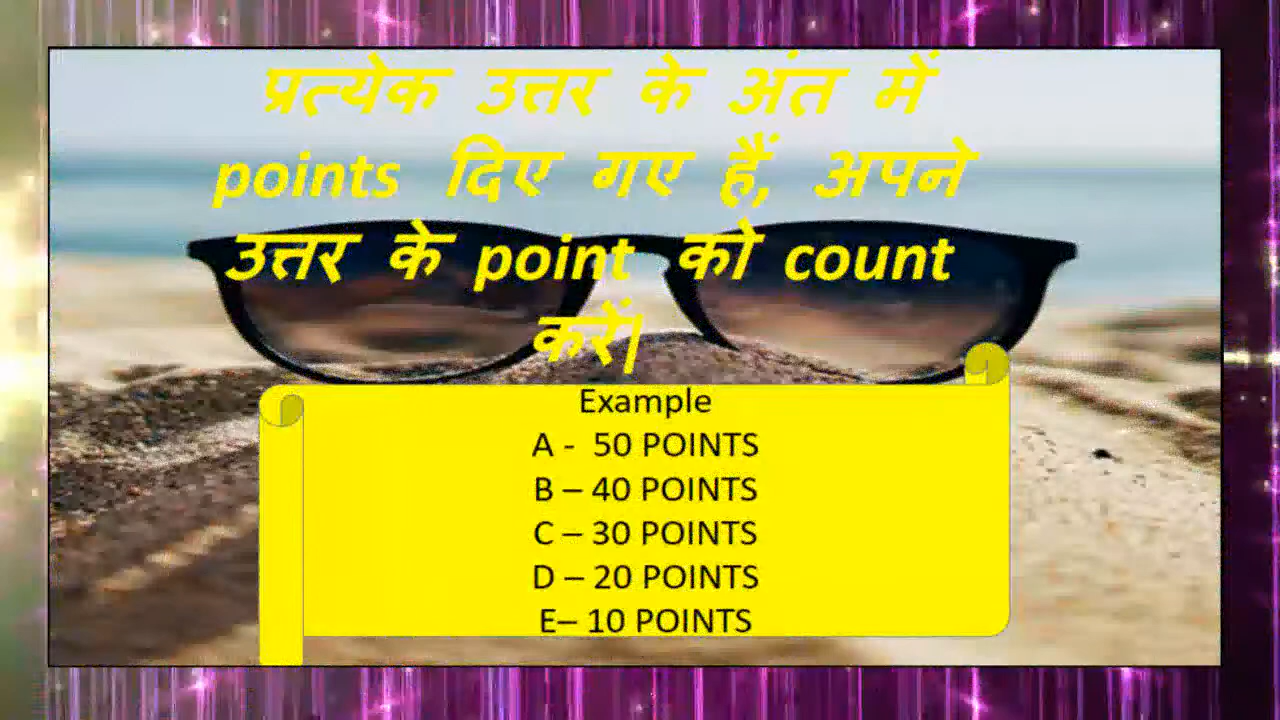 प्रत्येक उत्तर के अंत में
points दिए गए हैं, अपने
उत्तर के point को count
करें|
Example
A - 50 POINTS
B – 40 POINTS
C – 30 POINTS
D – 20 POINTS
E– 10 POINTS